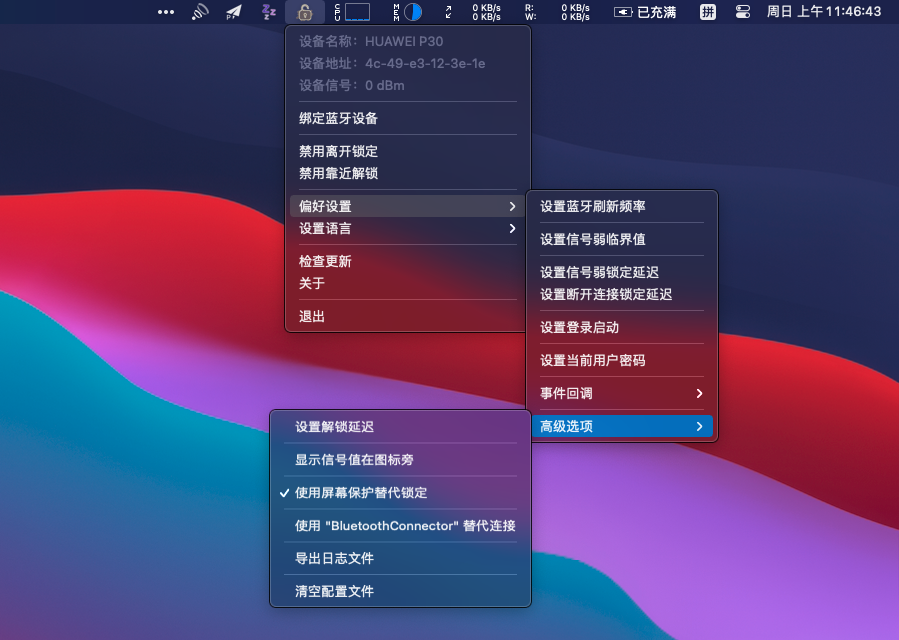 CPU
MEM
0 KB/s
0 KB/s
R:
W:
0 KB/s
0 KB/s
已充满
拼
周日 上午11:46:43
设备名称: HUAWEI P30
设备地址: 4c-49-e3-12-3e-1e
设备信号: 0 dBm
绑定蓝牙设备
禁用离开锁定
禁用靠近解锁
偏好设置
设置语言
检查更新
关于
退出
设置蓝牙刷新频率
设置信号弱临界值
设置信号弱锁定延迟
设置断开连接锁定延迟
设置登录启动
设置当前用户密码
事件回调
高级选项
设置解锁延迟
显示信号值在图标旁
使用屏幕保护替代锁定
使用 "BluetoothConnector" 替代连接
导出日志文件
清空配置文件